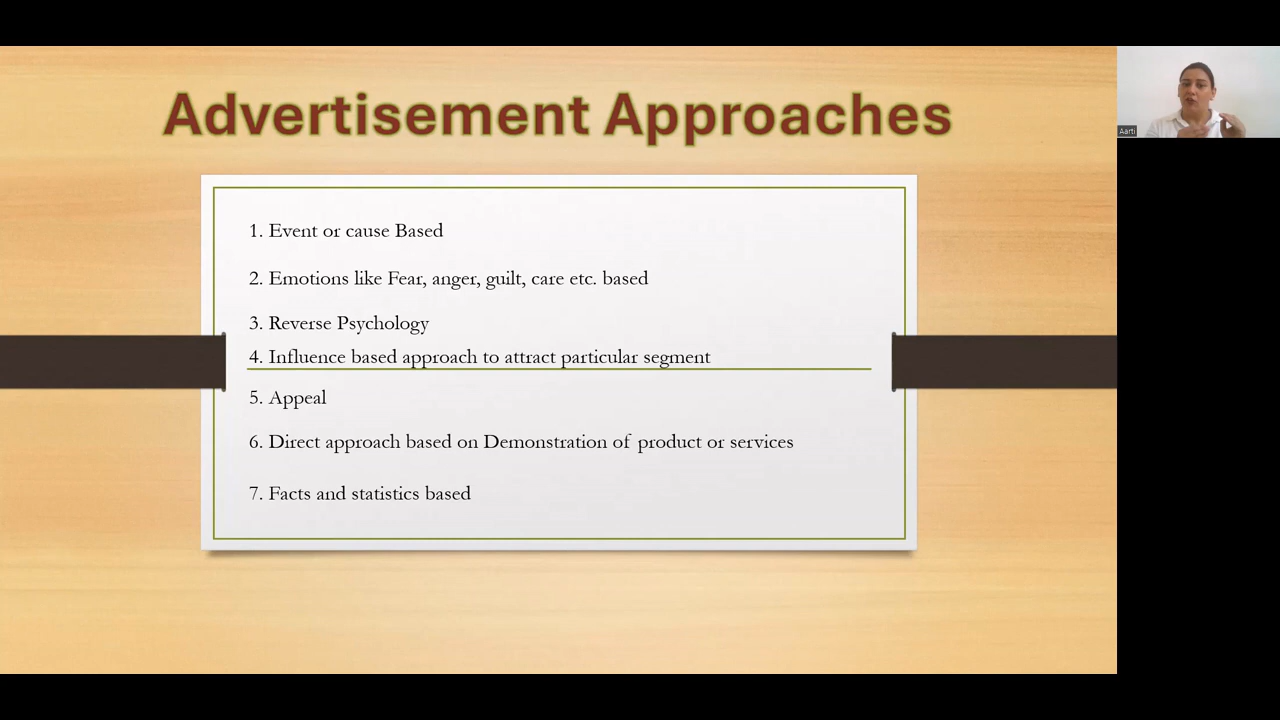 Advertisement Approaches
Aarti
1. Event or cause Based
2. Emotions like Fear, anger, guilt, care etc. based
3. Reverse Psychology
4. Influence based approach to attract particular segment
5. Appeal
6. Direct approach based on Demonstration of product or services
7. Facts and statistics based